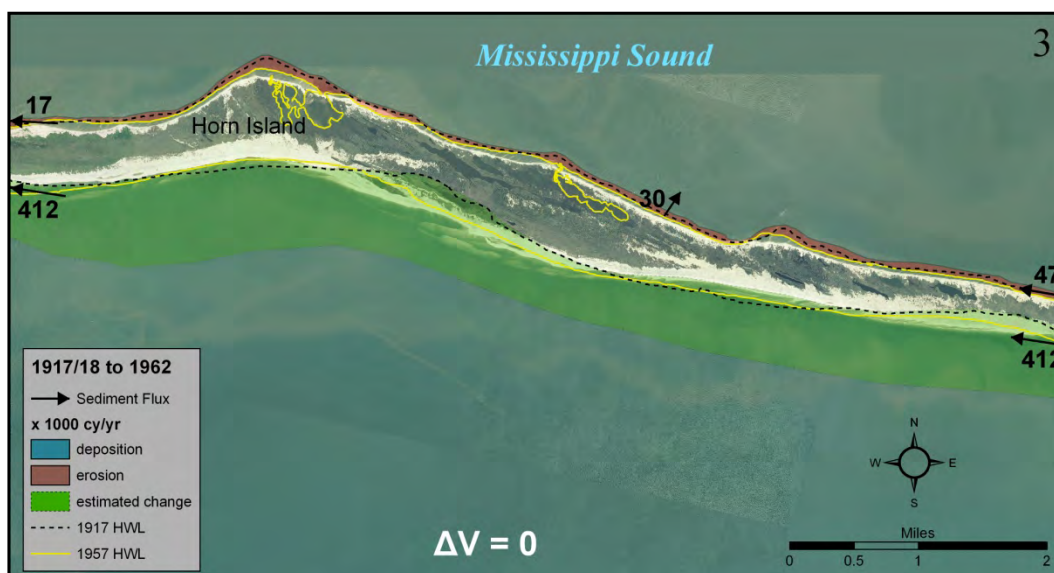 3
Mississippi Sound
17
Horn Island
412
30
47
412
1917/18 to 1962
Sediment Flux
x 1000 cy/yr
deposition
erosion
estimated change
1917 HWL
1957 HWL
ΔV = 0
N
W E
S
Miles
0 0.5 1 2